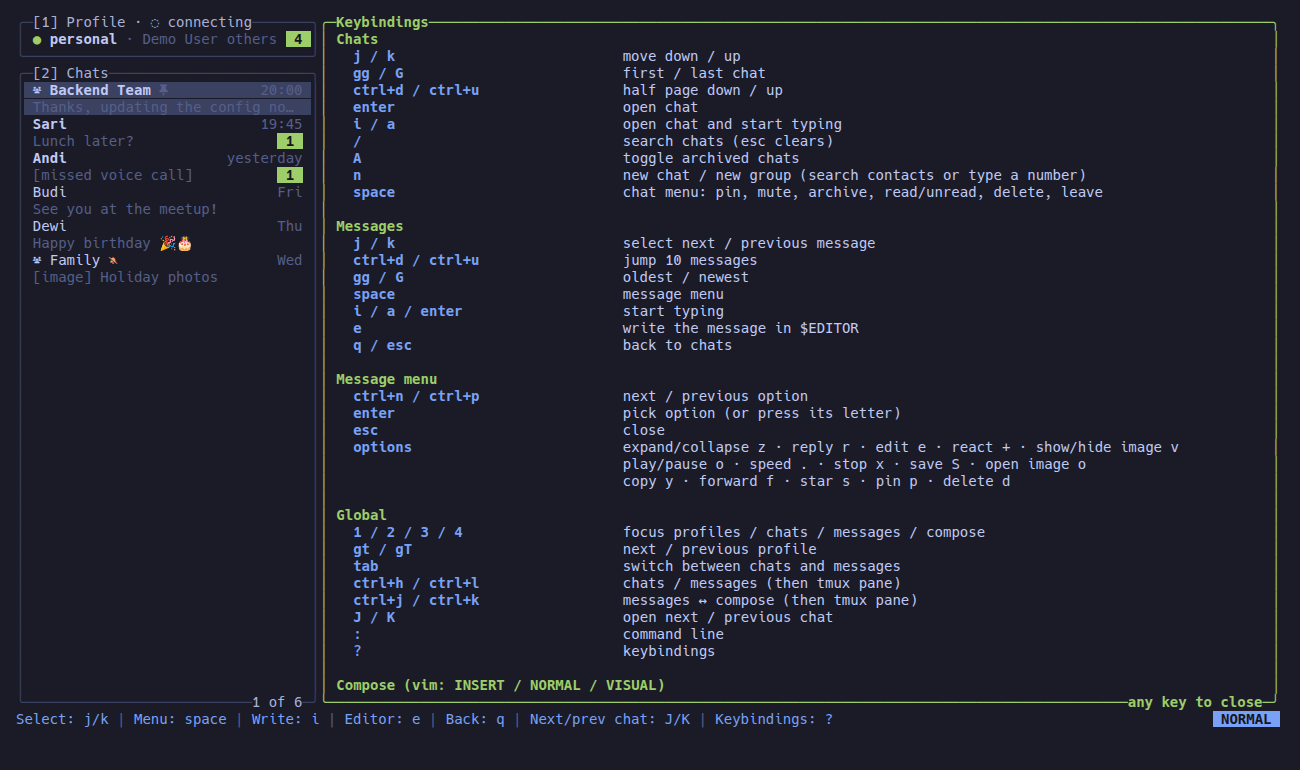 [1] Profile · ◌ connecting
● personal · Demo User others 4
[2] Chats
Backend Team 20:00
Thanks, updating the config no…
Sari 19:45
Lunch later? 1
Andi yesterday
[missed voice call] 1
Budi Fri
See you at the meetup!
Dewi Thu
Happy birthday 🎉🎂
Family Wed
[image] Holiday photos
1 of 6
Keybindings
Chats
j / k move down / up
gg / G first / last chat
ctrl+d / ctrl+u half page down / up
enter open chat
i / a open chat and start typing
/ search chats (esc clears)
A toggle archived chats
n new chat / new group (search contacts or type a number)
space chat menu: pin, mute, archive, read/unread, delete, leave
Messages
j / k select next / previous message
ctrl+d / ctrl+u jump 10 messages
gg / G oldest / newest
space message menu
i / a / enter start typing
e write the message in $EDITOR
q / esc back to chats
Message menu
ctrl+n / ctrl+p next / previous option
enter pick option (or press its letter)
esc close
options expand/collapse z · reply r · edit e · react + · show/hide image v
play/pause o · speed . · stop x · save S · open image o
copy y · forward f · star s · pin p · delete d
Global
1 / 2 / 3 / 4 focus profiles / chats / messages / compose
gt / gT next / previous profile
tab switch between chats and messages
ctrl+h / ctrl+l chats / messages (then tmux pane)
ctrl+j / ctrl+k messages ↔ compose (then tmux pane)
J / K open next / previous chat
: command line
? keybindings
Compose (vim: INSERT / NORMAL / VISUAL)
any key to close
Select: j/k | Menu: space | Write: i | Editor: e | Back: q | Next/prev chat: J/K | Keybindings: ? NORMAL